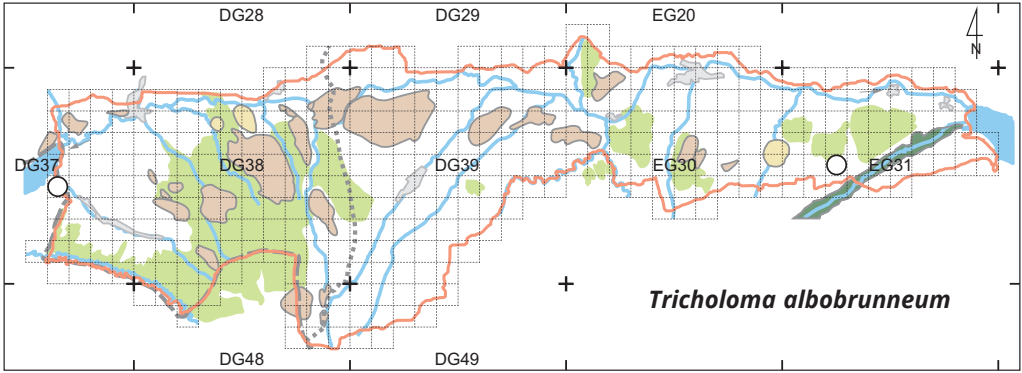 DG28 DG29 EG20
N
DG37 DG38 DG39 EG30 EG31
Tricholoma albobrunneum
DG48 DG49